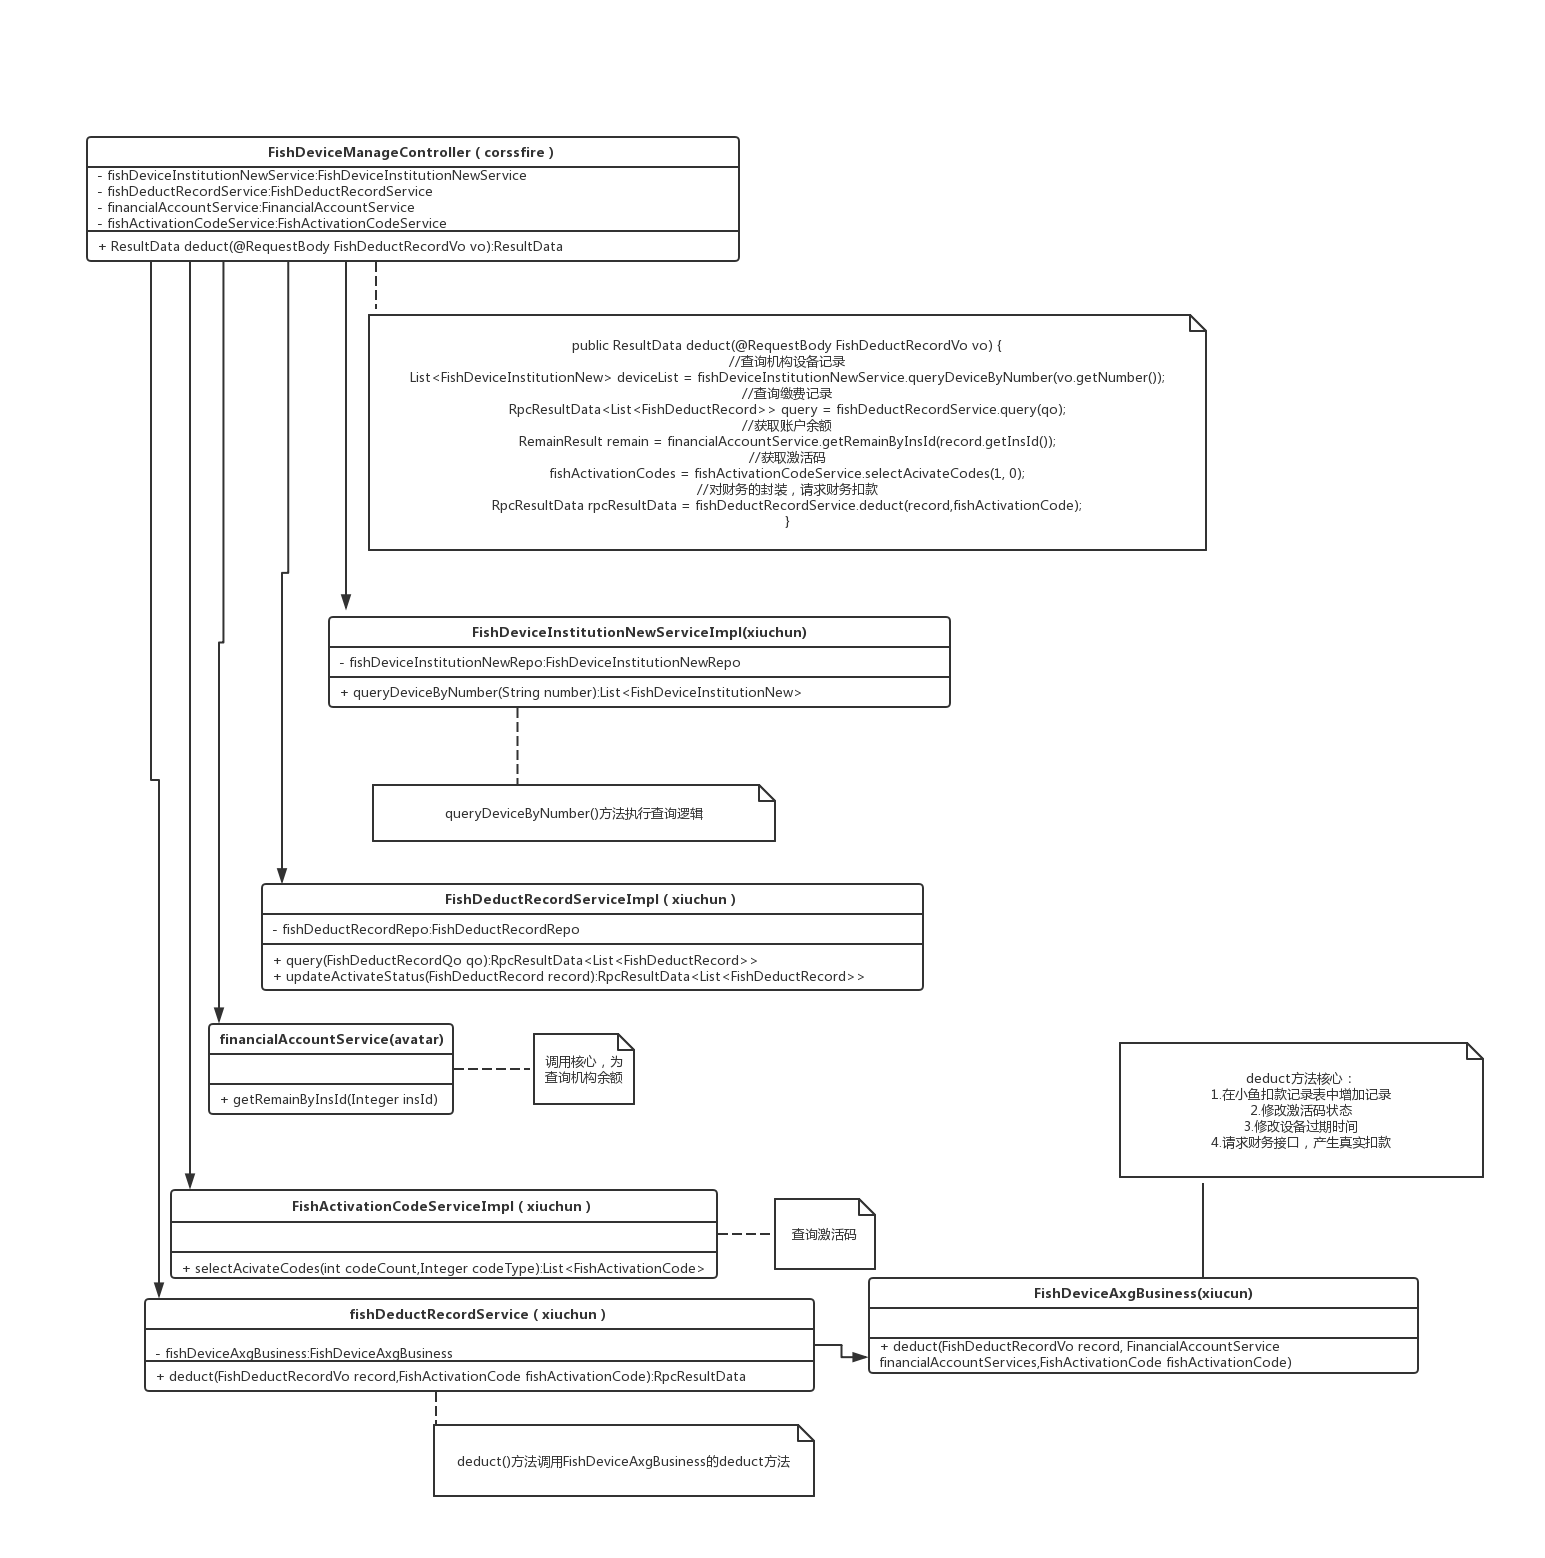 FishDeviceManageController ( corssfire )
- fishDeviceInstitutionNewService:FishDeviceInstitutionNewService
- fishDeductRecordService:FishDeductRecordService
- financialAccountService:FinancialAccountService
- fishActivationCodeService:FishActivationCodeService
+ ResultData deduct(@RequestBody FishDeductRecordVo vo):ResultData
public ResultData deduct(@RequestBody FishDeductRecordVo vo) {
//查询机构设备记录
List<FishDeviceInstitutionNew> deviceList = fishDeviceInstitutionNewService.queryDeviceByNumber(vo.getNumber());
//查询缴费记录
RpcResultData<List<FishDeductRecord>> query = fishDeductRecordService.query(qo);
//获取账户余额
RemainResult remain = financialAccountService.getRemainByInsId(record.getInsId());
//获取激活码
fishActivationCodes = fishActivationCodeService.selectAcivateCodes(1, 0);
//对财务的封装，请求财务扣款
RpcResultData rpcResultData = fishDeductRecordService.deduct(record,fishActivationCode);
}
FishDeviceInstitutionNewServiceImpl(xiuchun)
- fishDeviceInstitutionNewRepo:FishDeviceInstitutionNewRepo
+ queryDeviceByNumber(String number):List<FishDeviceInstitutionNew>
queryDeviceByNumber()方法执行查询逻辑
FishDeductRecordServiceImpl ( xiuchun )
- fishDeductRecordRepo:FishDeductRecordRepo
+ query(FishDeductRecordQo qo):RpcResultData<List<FishDeductRecord>>
+ updateActivateStatus(FishDeductRecord record):RpcResultData<List<FishDeductRecord>>
financialAccountService(avatar)
+ getRemainByInsId(Integer insId)
调用核心，为
查询机构余额
deduct方法核心：
1.在小鱼扣款记录表中增加记录
2.修改激活码状态
3.修改设备过期时间
4.请求财务接口，产生真实扣款
FishActivationCodeServiceImpl ( xiuchun )
+ selectAcivateCodes(int codeCount,Integer codeType):List<FishActivationCode>
查询激活码
FishDeviceAxgBusiness(xiucun)
+ deduct(FishDeductRecordVo record, FinancialAccountService
financialAccountServices,FishActivationCode fishActivationCode)
fishDeductRecordService ( xiuchun )
- fishDeviceAxgBusiness:FishDeviceAxgBusiness
+ deduct(FishDeductRecordVo record,FishActivationCode fishActivationCode):RpcResultData
deduct()方法调用FishDeviceAxgBusiness的deduct方法